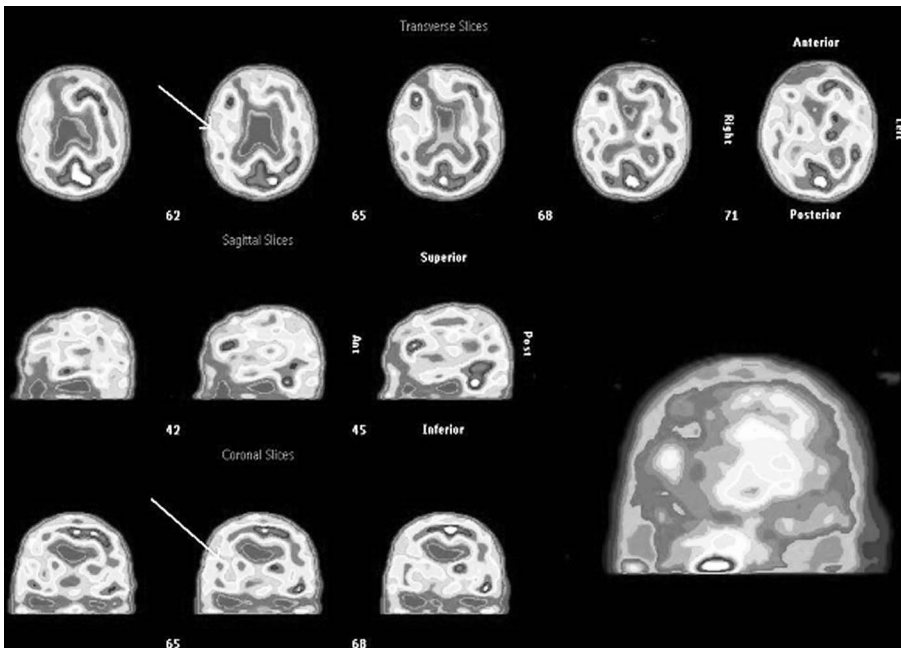 Transverse Slices
Anterior
Right
Left
62
65
68
71
Posterior
Sagittal Slices
Superior
Ant
Post
42
45
Inferior
Coronal Slices
65
68